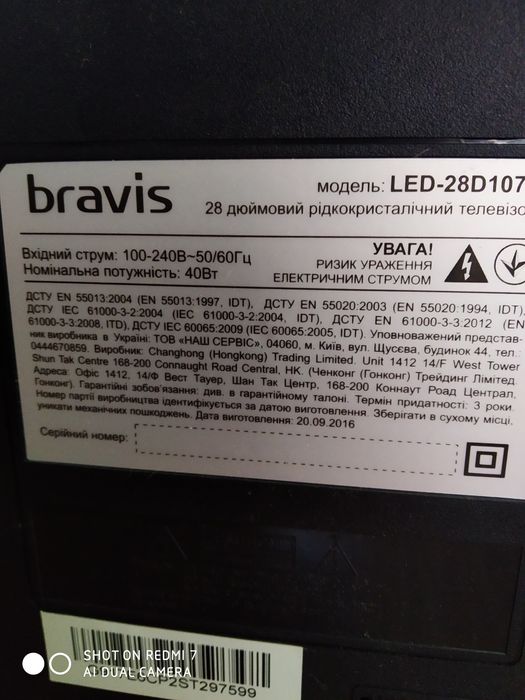 bravis
модель: LED-28D107
28 дюймовий рідкокристалічний телевізо
Вхідний струм: 100-240В~50/60Гц
Номінальна потужність: 40Вт
УВАГА!
РИЗИК УРАЖЕННЯ
ЕЛЕКТРИЧНИМ СТРУМОМ
ДСТУ EN 55013:2004 (EN 55013:1997, IDT), ДСТУ EN 55020:2003 (EN 55020:1994, IDT),
ДСТУ IEC 61000-3-2:2004 (IEC 61000-3-2:2004, IDT), ДСТУ EN 61000-3-3:2012 (EN
61000-3-3:2008, ITD), ДСТУ IEC 60065:2009 (IEC 60065:2005, IDT). Уповноважений представ-
ник виробника в Україні: ТОВ "НАШ СЕРВІС", 04060, м. Київ, вул. Щусєва, будинок 44, тел.
0444670859. Виробник: Changhong (Hongkong) Trading Limited. Unit 1412 14/F West Tower
Shun Tak Centre 168-200 Connaught Road Central, HK. (Ченконг (Гонконг) Трейдинг Лімітед.
Адреса: Офіс 1412, 14/Ф Вест Тауер, Шан Так Центр, 168-200 Коннаут Роад Централ.
Гонконг). Гарантійні зобов'язання: див. в гарантійному талоні. Термін придатності: 3 роки.
Номер партії виробництва ідентифікується за датою виготовлення. Зберігати в сухому місці,
уникати механічних пошкоджень. Дата виготовлення: 20.09.2016
Серійний номер:
CP2ST297599
SHOT ON REDMI 7
AI DUAL CAMERA